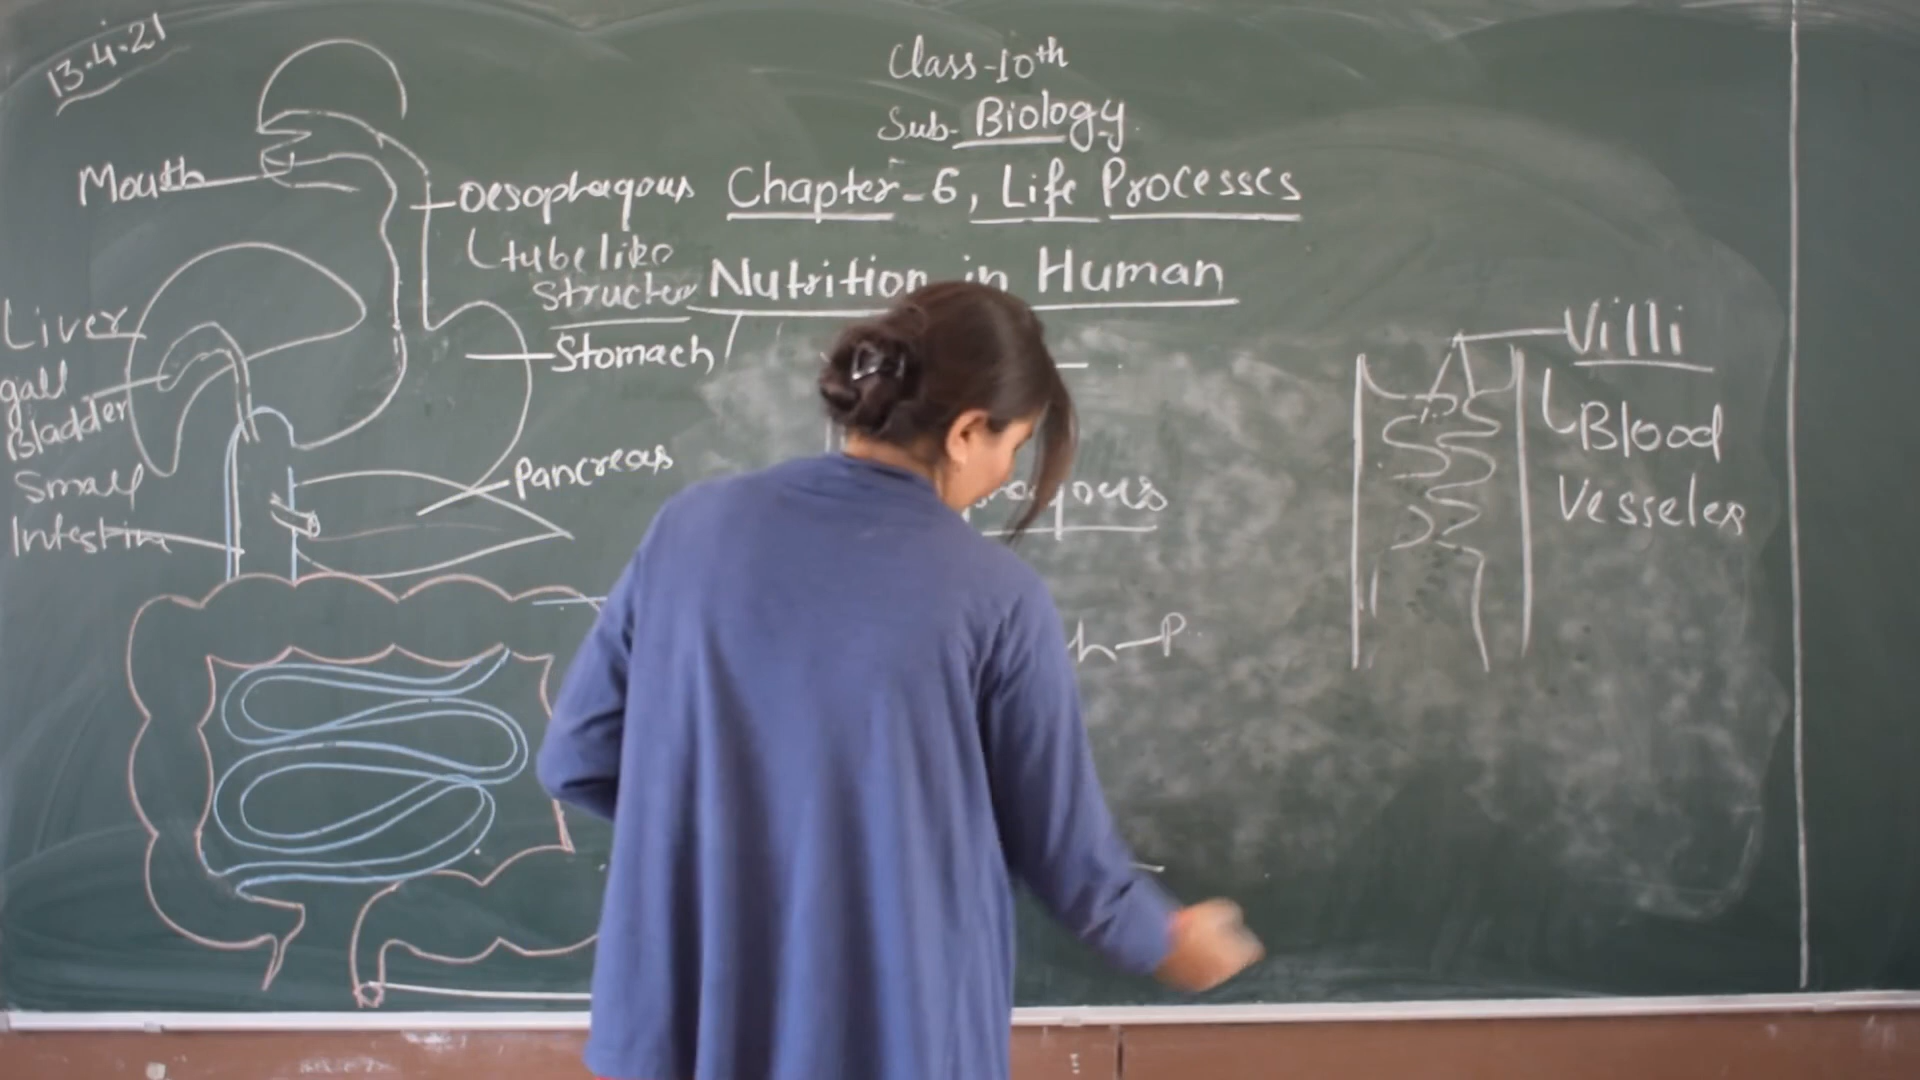 13.4.21
Class-10th
Sub- Biology
Chapter-6, Life Processes
Nutrition in Human
Mouth
Oesophagous
tube like
Structur
Stomach
Liver
gall
Bladder
Small
Intestine
Pancreas
h-P
Villi
Blood
Vesseles